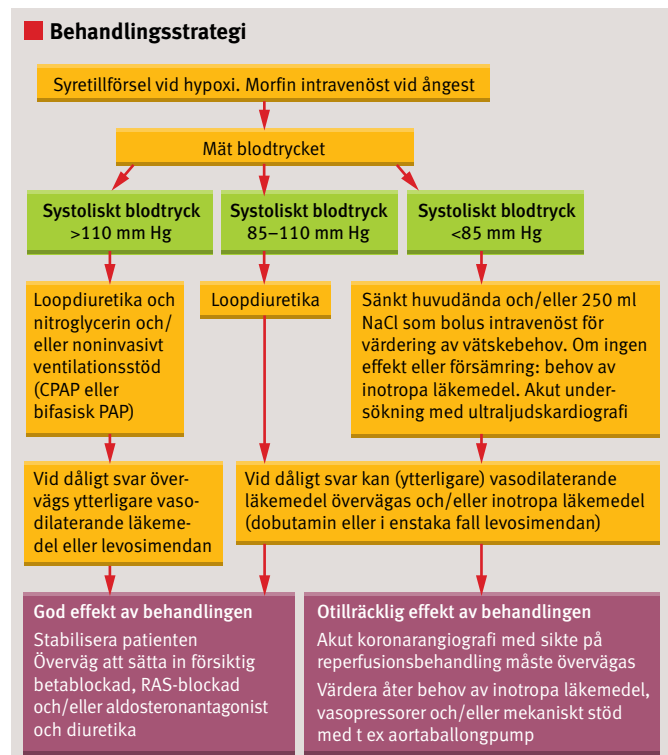 Behandlingsstrategi
Syretillförsel vid hypoxi. Morfin intravenöst vid ångest
Mät blodtrycket
Systoliskt blodtryck
>110 mm Hg
Systoliskt blodtryck
85–110 mm Hg
Systoliskt blodtryck
<85 mm Hg
Loopdiuretika och
nitroglycerin och/
eller noninvasivt
ventilationsstöd
(CPAP eller
bifasisk PAP)
Loopdiuretika
Sänkt huvudända och/eller 250 ml
NaCl som bolus intravenöst för
värdering av vätskebehov. Om ingen
effekt eller försämring: behov av
inotropa läkemedel. Akut under-
sökning med ultraljudskardiografi
Vid dåligt svar över-
vägs ytterligare vaso-
dilaterande läkeme-
del eller levosimendan
Vid dåligt svar kan (ytterligare) vasodilaterande
läkemedel övervägas och/eller inotropa läkemedel
(dobutamin eller i enstaka fall levosimendan)
God effekt av behandlingen
Stabilisera patienten
Överväg att sätta in försiktig
betablockad, RAS-blockad
och/eller aldosteronantagonist
och diuretika
Otillräcklig effekt av behandlingen
Akut koronarangiografi med sikte på
reperfusionsbehandling måste övervägas
Värdera åter behov av inotropa läkemedel,
vasopressorer och/eller mekaniskt stöd
med t ex aortaballongpump